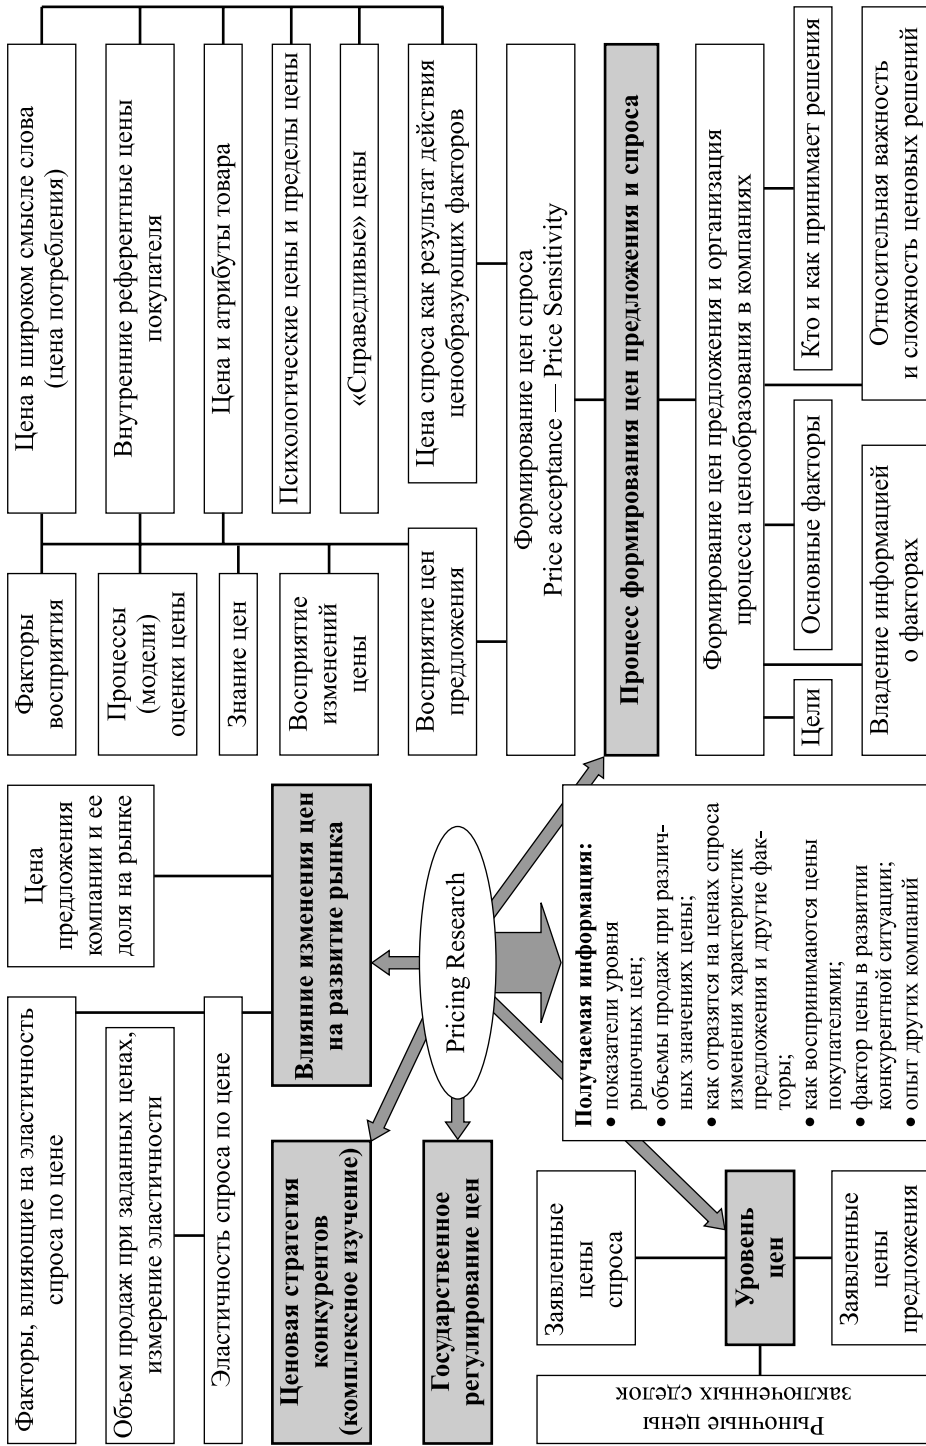 Факторы, влияющие на эластичность
спроса по цене
Объем продаж при заданных ценах,
измерение эластичности
Эластичность спроса по цене
Цена
предложения
компании и ее
доля на рынке
Влияние изменения цен
на развитие рынка
Ценовая стратегия
конкурентов
(комплексное изучение)
Государственное
регулирование цен
Pricing Research
Заявленные
цены
спроса
Уровень
цен
Заявленные
цены
предложения
Рыночные цены
заключенных сделок
Получаемая информация:
• показатели уровня
рыночных цен;
• объемы продаж при различ-
ных значениях цены;
• как отразятся на ценах спроса
изменения характеристик
предложения и другие фак-
торы;
• как воспринимаются цены
покупателями;
• фактор цены в развитии
конкурентной ситуации;
• опыт других компаний
Факторы
восприятия
Процессы
(модели)
оценки цены
Знание цен
Восприятие
изменений
цены
Восприятие цен
предложения
Цена в широком смысле слова
(цена потребления)
Внутренние референтные цены
покупателя
Цена и атрибуты товара
Психологические цены и пределы цены
«Справедливые» цены
Цена спроса как результат действия
ценообразующих факторов
Формирование цен спроса
Price acceptance — Price Sensitivity
Процесс формирования цен предложения и спроса
Формирование цен предложения и организация
процесса ценообразования в компаниях
Цели
Основные факторы
Кто и как принимает решения
Владение информацией
о факторах
Относительная важность
и сложность ценовых решений